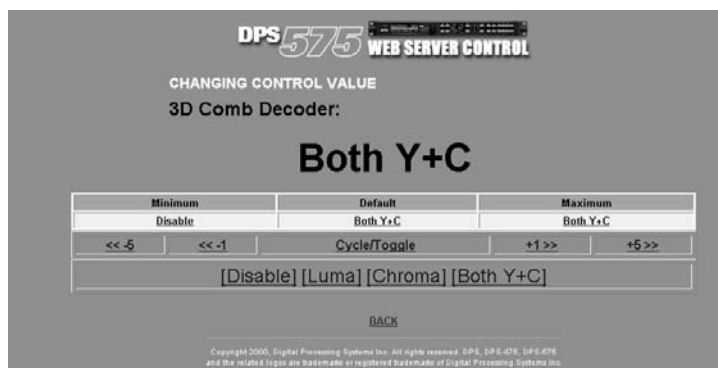 DPS 575 WEB SERVER CONTROL
CHANGING CONTROL VALUE
3D Comb Decoder:
Both Y+C
Minimum Default Maximum
Disable Both Y+C Both Y+C
<< -5 << -1 Cycle/Toggle +1 >> +5 >>
[Disable] [Luma] [Chroma] [Both Y+C]
BACK
Copyright 2000, Digital Processing Systems Inc. All rights reserved. DPS, DPS-475, DPS-575
and the related logos are trademarks or registered trademarks of Digital Processing Systems Inc.